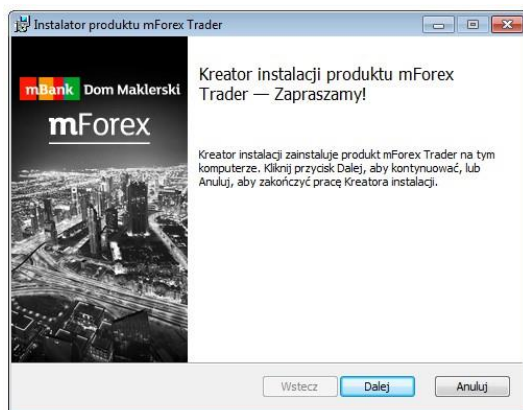 Instalator produktu mForex Trader
mBank Dom Maklerski
mForex
Kreator instalacji produktu mForex
Trader — Zapraszamy!
Kreator instalacji zainstaluje produkt mForex Trader na tym
komputerze. Kliknij przycisk Dalej, aby kontynuować, lub
Anuluj, aby zakończyć pracę Kreatora instalacji.
Wstecz Dalej Anuluj